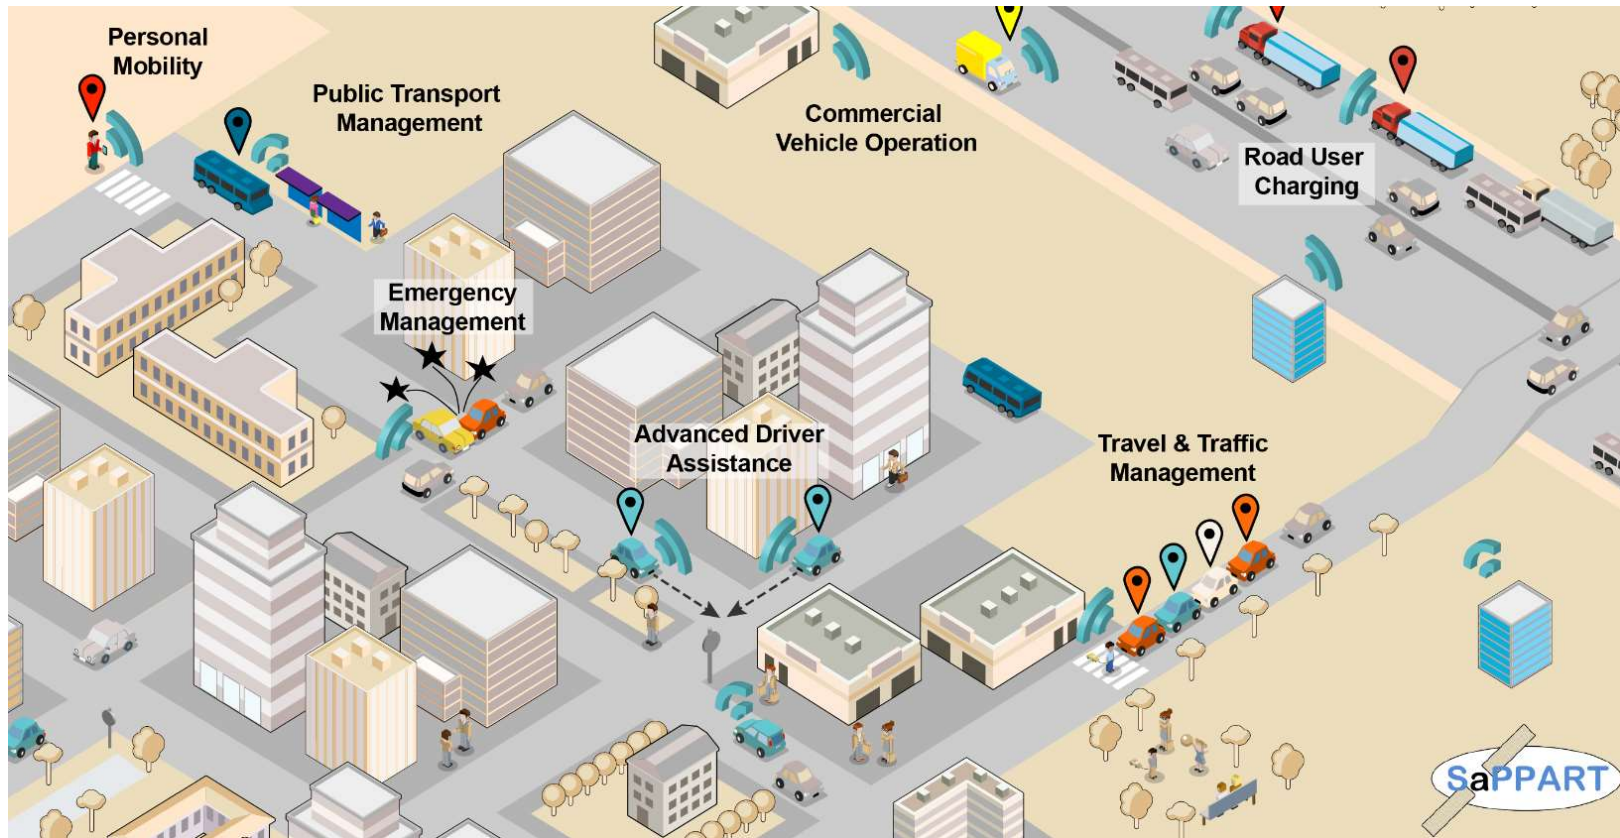 Personal
Mobility
Public Transport
Management
Commercial
Vehicle Operation
Road User
Charging
Emergency
Management
Advanced Driver
Assistance
Travel & Traffic
Management
SaPPART